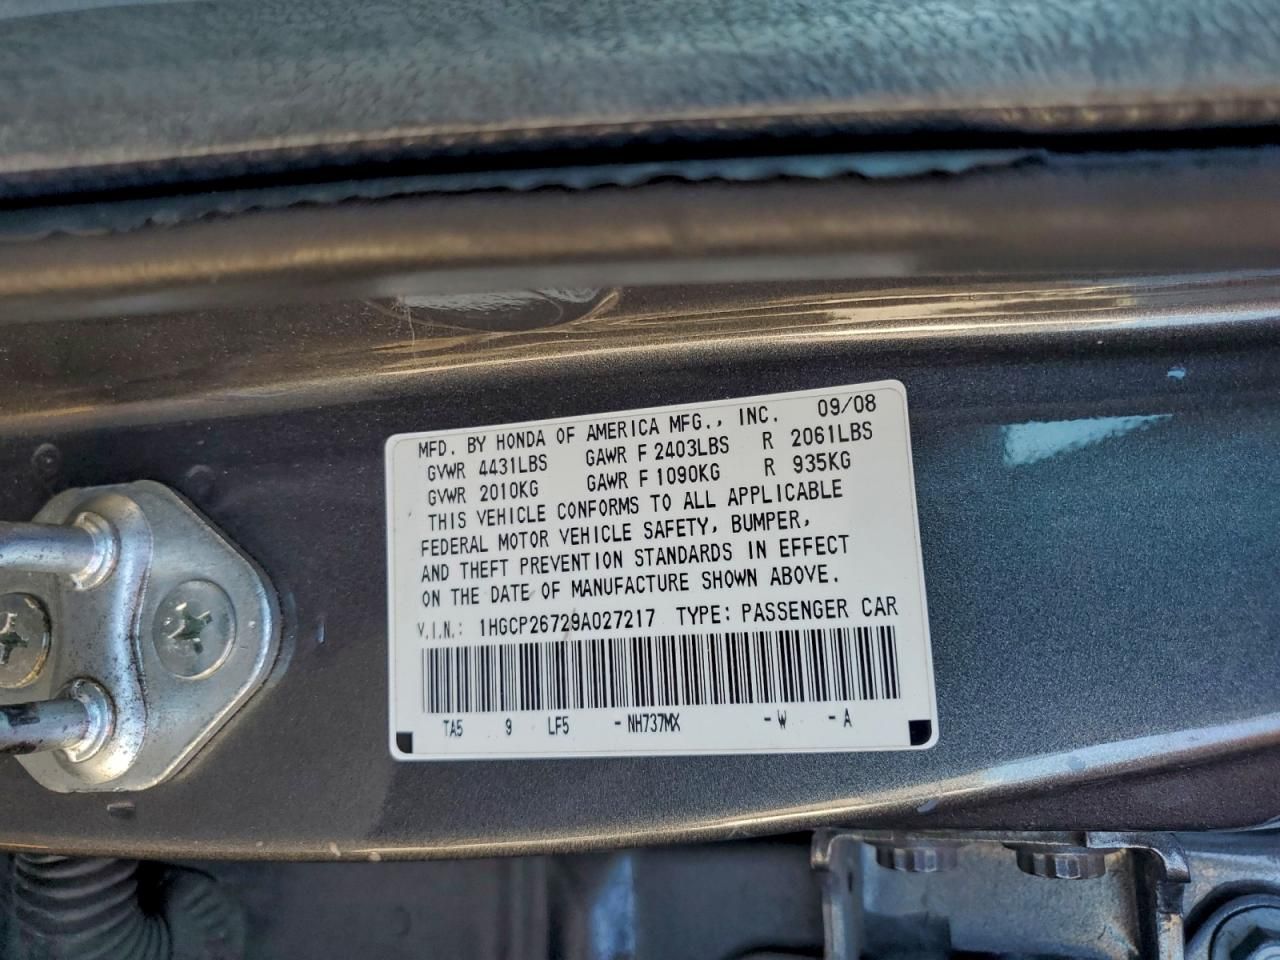 MFD. BY HONDA OF AMERICA MFG., INC. 09/08
GVWR 4431LBS GAWR F 2403LBS R 2061LBS
GVWR 2010KG GAWR F 1090KG R 935KG
THIS VEHICLE CONFORMS TO ALL APPLICABLE
FEDERAL MOTOR VEHICLE SAFETY, BUMPER,
AND THEFT PREVENTION STANDARDS IN EFFECT
ON THE DATE OF MANUFACTURE SHOWN ABOVE.
V.I.N.: 1HGCP26729A027217 TYPE: PASSENGER CAR
TA5 9 LF5 -NH737MX -W -A